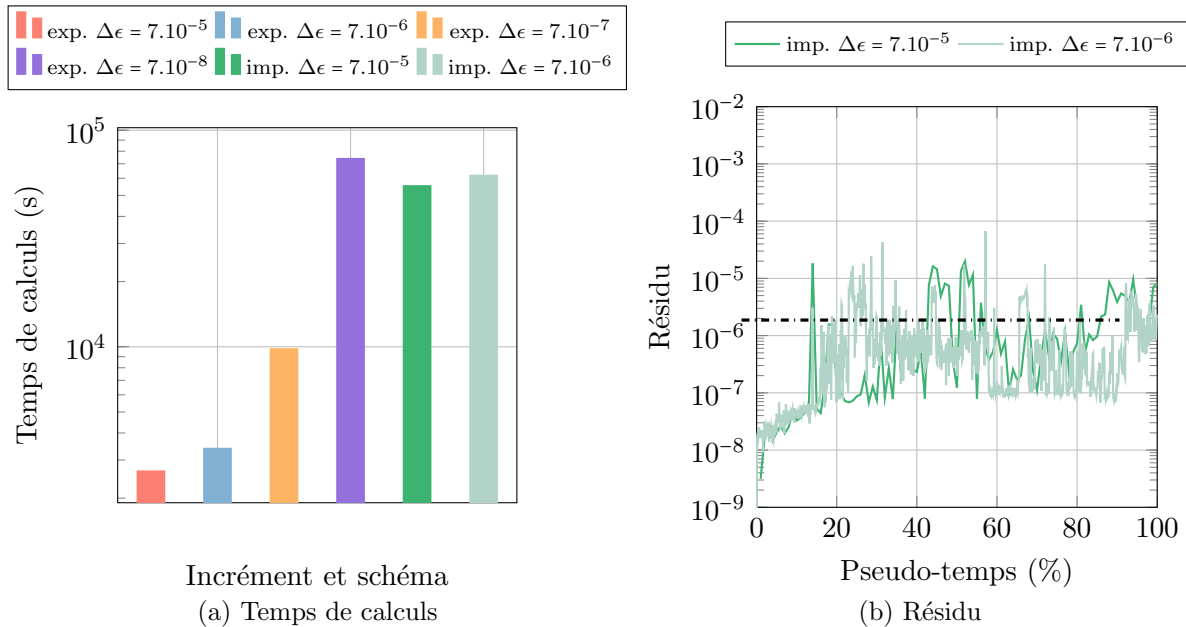 exp. Δϵ = 7.10⁻⁵ exp. Δϵ = 7.10⁻⁶ exp. Δϵ = 7.10⁻⁷
exp. Δϵ = 7.10⁻⁸ imp. Δϵ = 7.10⁻⁵ imp. Δϵ = 7.10⁻⁶
10⁵
10⁴
Temps de calculs (s)
Incrément et schéma
(a) Temps de calculs
imp. Δϵ = 7.10⁻⁵ imp. Δϵ = 7.10⁻⁶
10⁻²
10⁻³
10⁻⁴
10⁻⁵
10⁻⁶
10⁻⁷
10⁻⁸
10⁻⁹
Résidu
0 20 40 60 80 100
Pseudo-temps (%)
(b) Résidu